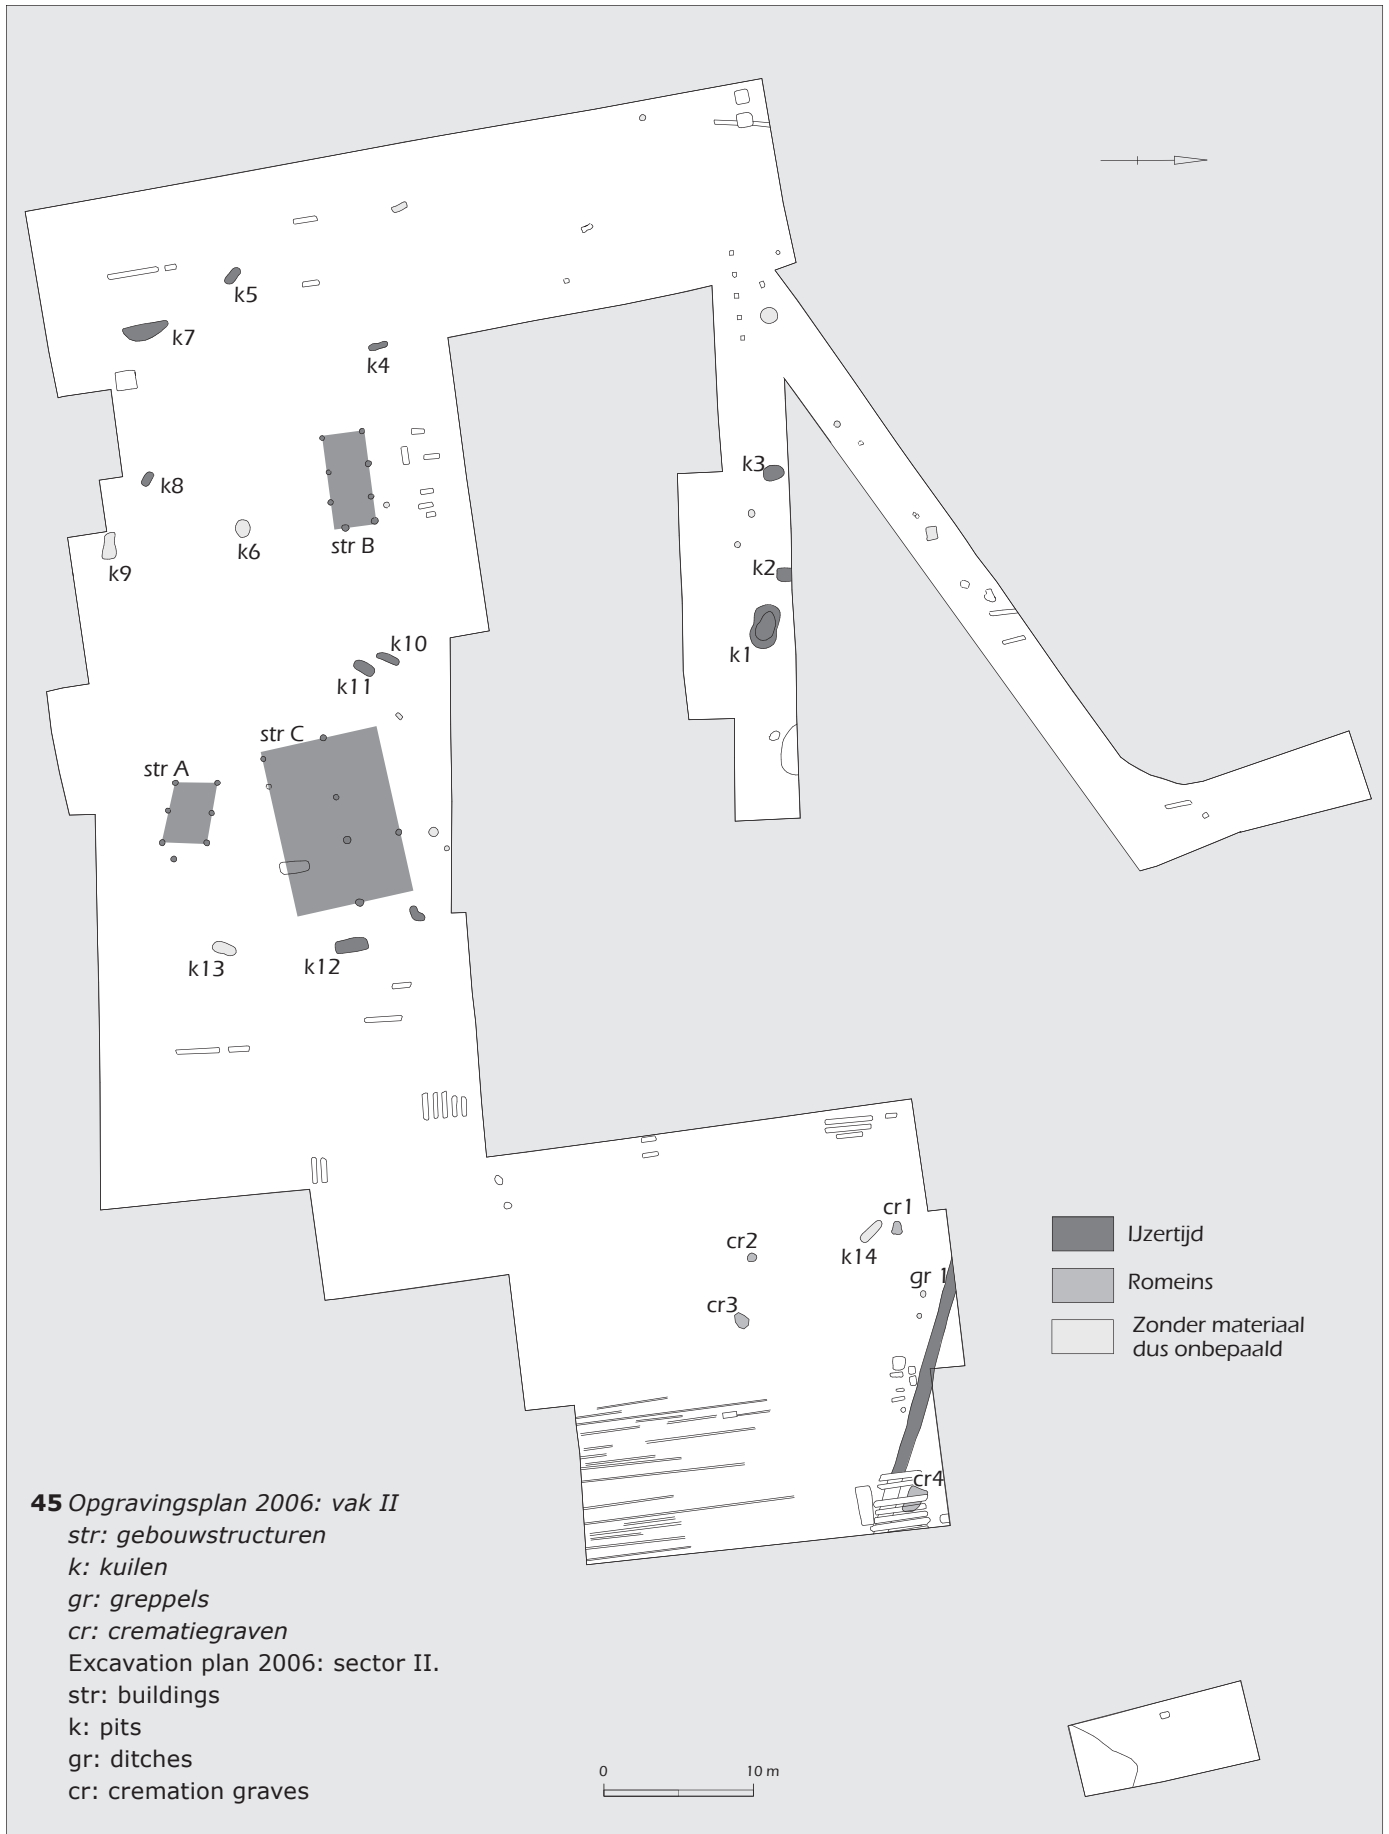 k5
k7
k4
k3
k8
k6
str B
k9
k2
k10
k1
k11
str C
str A
k13
k12
cr1
cr2
k14
gr 1
cr3
cr4
IJzertijd
Romeins
Zonder materiaal
dus onbepaald
45 Opgravingsplan 2006: vak II
str: gebouwstructuren
k: kuilen
gr: greppels
cr: crematiegraven
Excavation plan 2006: sector II.
str: buildings
k: pits
gr: ditches
cr: cremation graves
0 10 m